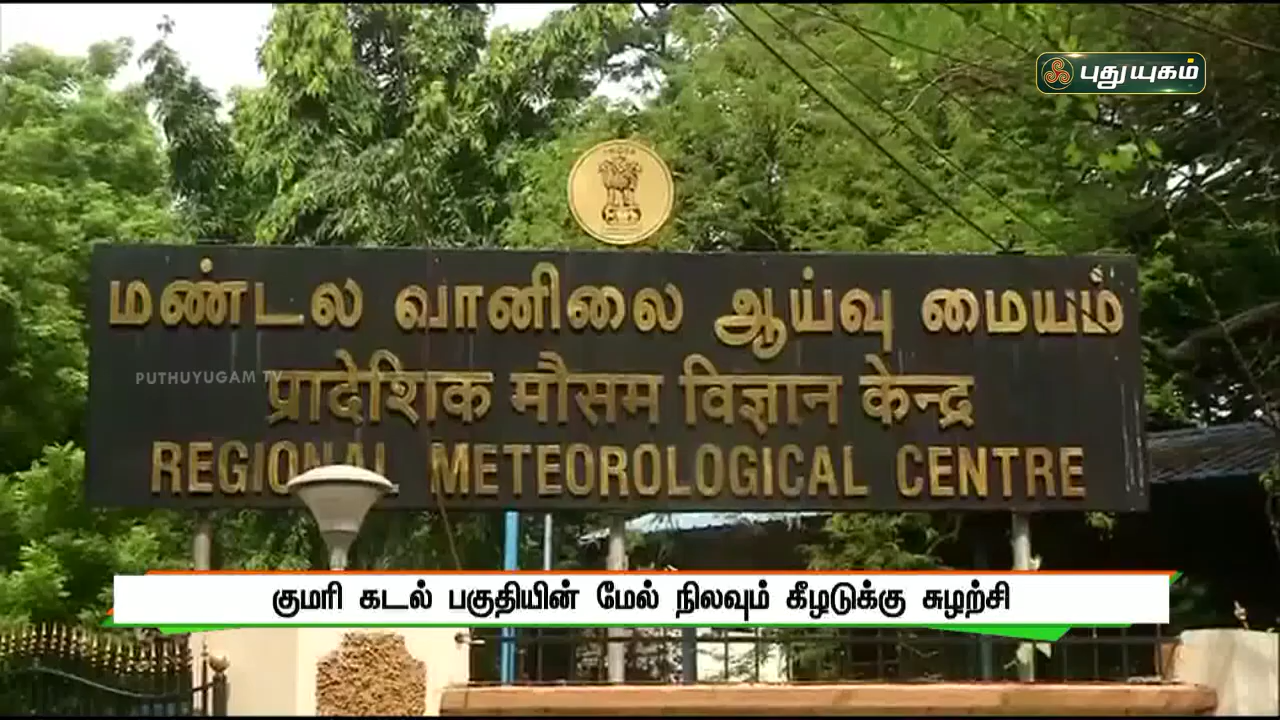 புதுயுகம்
மண்டல வானிலை ஆய்வு மையம்
PUTHUYUGAM TV
प्रादेशिक मौसम विज्ञान केन्द्र
REGIONAL METEOROLOGICAL CENTRE
குமரி கடல் பகுதியின் மேல் நிலவும் கீழடுக்கு சுழற்சி